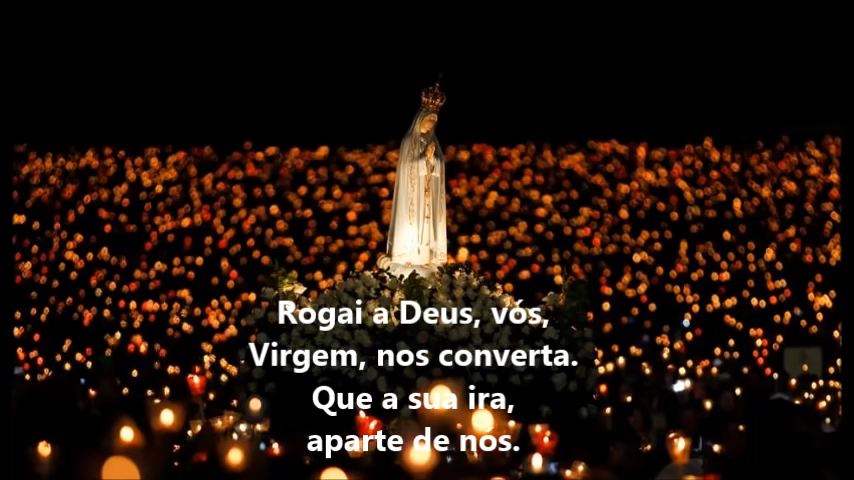 Rogai a Deus, vós,
Virgem, nos converta.
Que a sua ira,
aparte de nos.